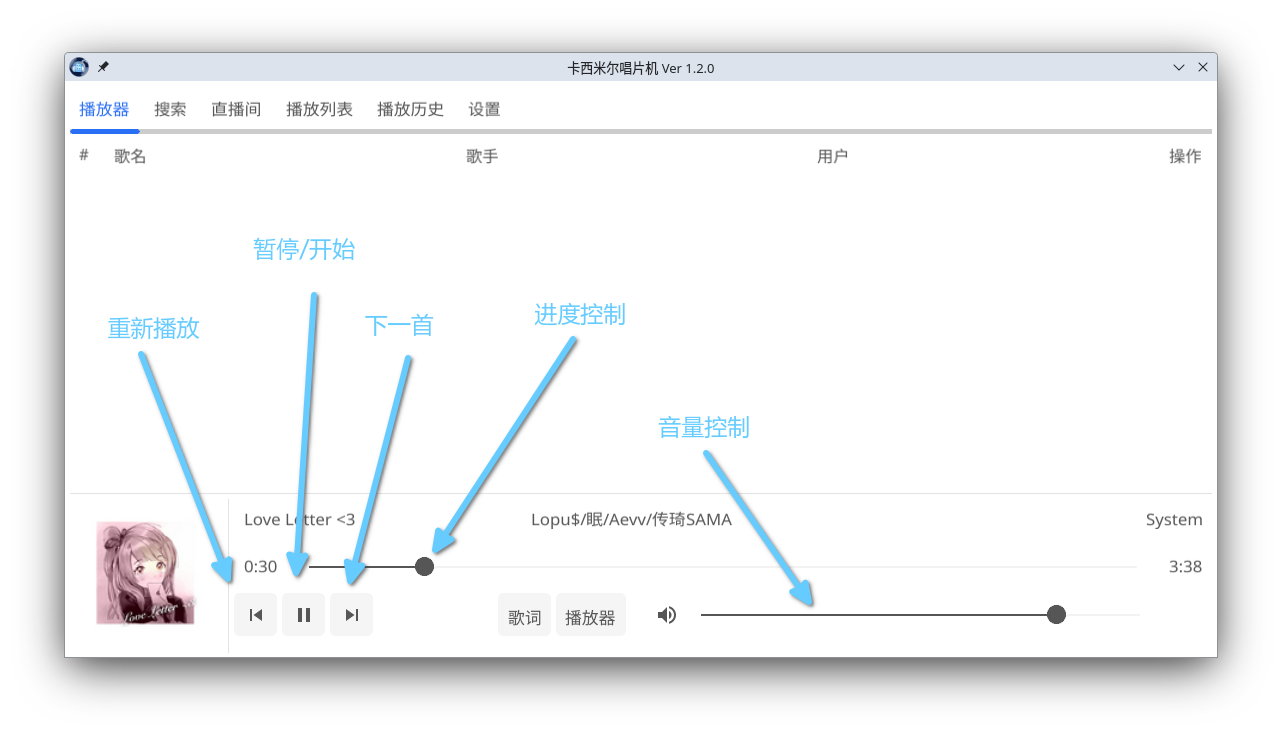 卡西米尔唱片机 Ver 1.2.0
播放器 搜索 直播间 播放列表 播放历史 设置
# 歌名 歌手 用户 操作
暂停/开始
重新播放 下一首 进度控制
音量控制
Love Letter <3 Lopu$/眠/Aevv/传琦SAMA System
0:30 3:38
Love Letter <3
歌词 播放器